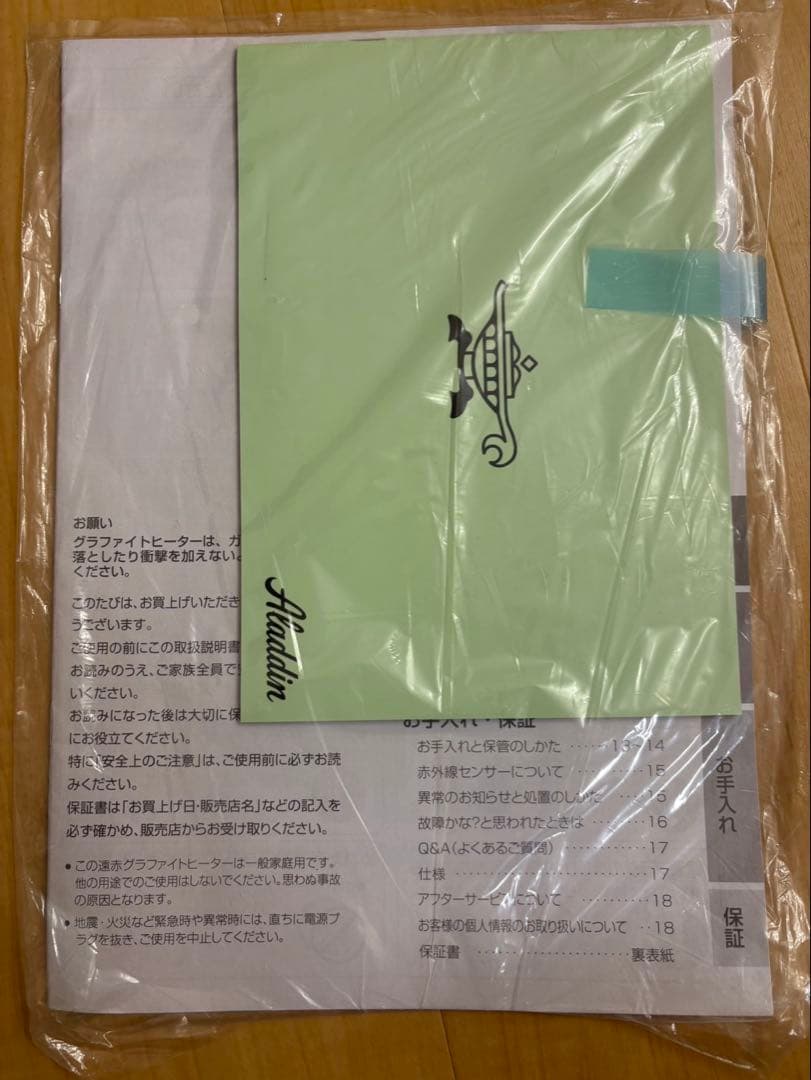 お願い
グラファイトヒーターは、ガ
落としたり衝撃を加えない
ください。
このたびは、お買上げいただき
うございます。
ご使用の前にこの取扱説明書
お読みのうえ、ご家族全員で
いください。
お読みになった後は大切に保
にお役立てください。
特に「安全上のご注意」は、ご使用前に必ずお読
みください。
保証書は「お買上げ日・販売店名」などの記入を
必ず確かめ、販売店からお受け取りください。
● この遠赤グラファイトヒーターは一般家庭用です。
他の用途でのご使用はしないでください。思わぬ事故
の原因となります。
● 地震・火災など緊急時や異常時には、直ちに電源プ
ラグを抜き、ご使用を中止してください。
Aladdin
お手入れ・保証
お手入れと保管のしかた ‥‥‥13~14
赤外線センサーについて ‥‥‥‥‥15
異常のお知らせと処置のしかた ‥‥15
故障かな?と思われたときは ‥‥‥‥16
Q&A(よくあるご質問) ‥‥‥‥‥17
仕様 ‥‥‥‥‥‥‥‥‥‥‥‥17
アフターサービスについて ‥‥‥‥18
お客様の個人情報のお取り扱いについて ‥18
保証書 ‥‥‥‥‥‥‥‥‥‥裏表紙
お手入れ
保証